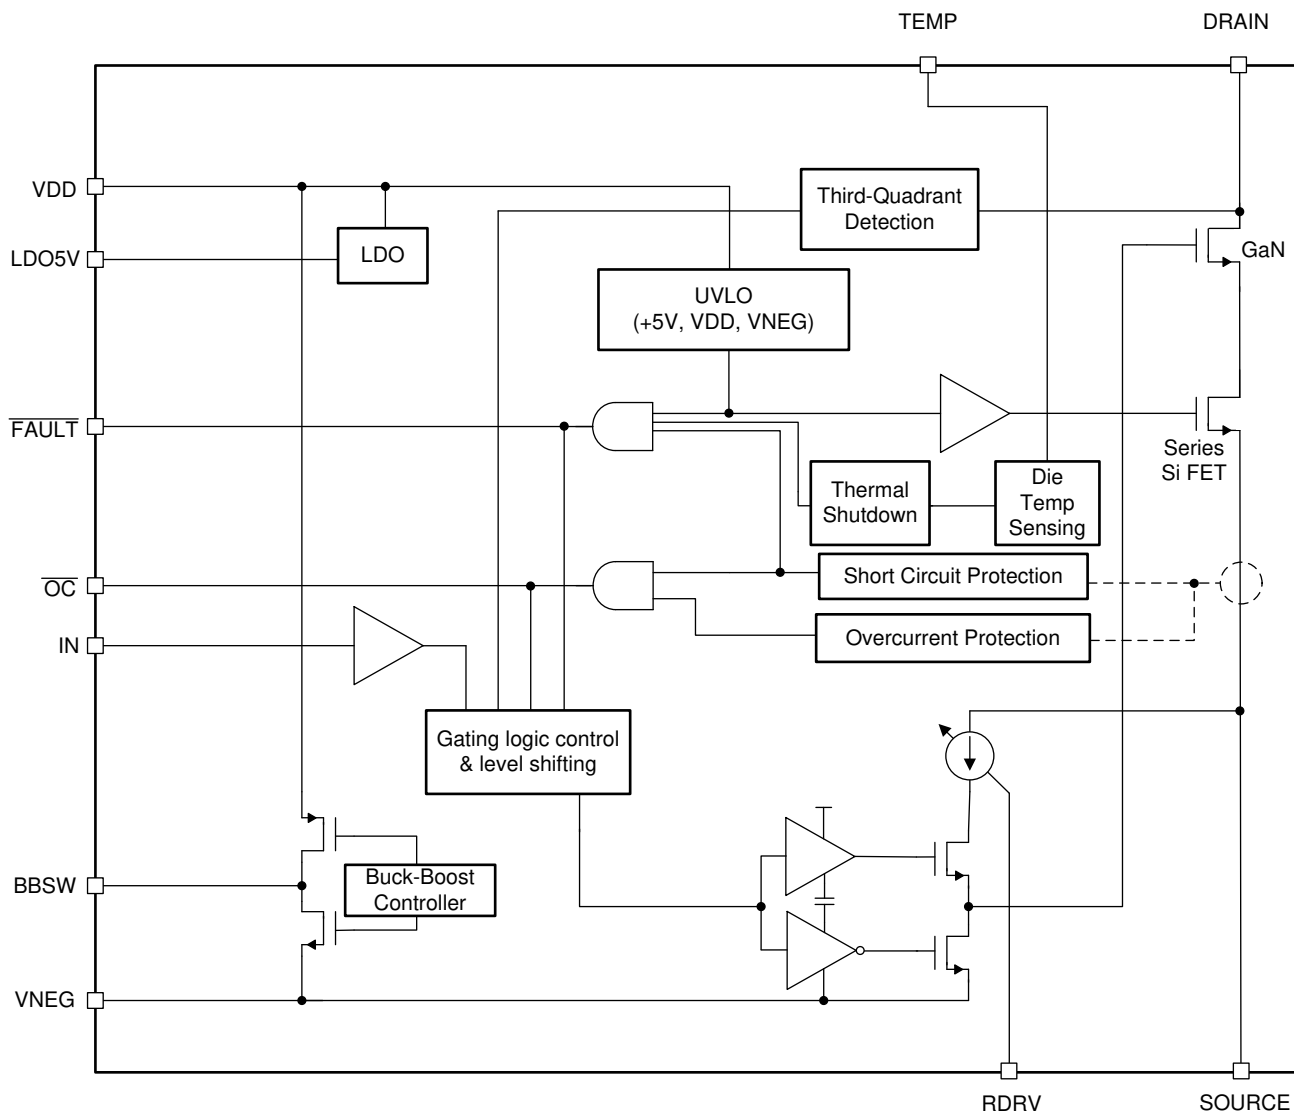 TEMP
DRAIN
VDD
Third-Quadrant
Detection
LDO5V
LDO
GaN
UVLO
(+5V, VDD, VNEG)
FAULT
Series
Si FET
Thermal
Shutdown
Die
Temp
Sensing
OC
Short Circuit Protection
IN
Overcurrent Protection
Gating logic control
& level shifting
BBSW
Buck-Boost
Controller
VNEG
RDRV
SOURCE